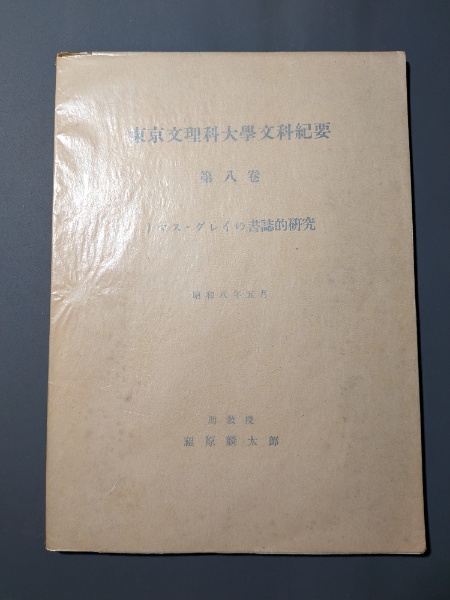 東京文理科大學文科紀要
第八卷
トマス・グレイの書誌的研究
昭和八年五月
助教授
福原麟太郎